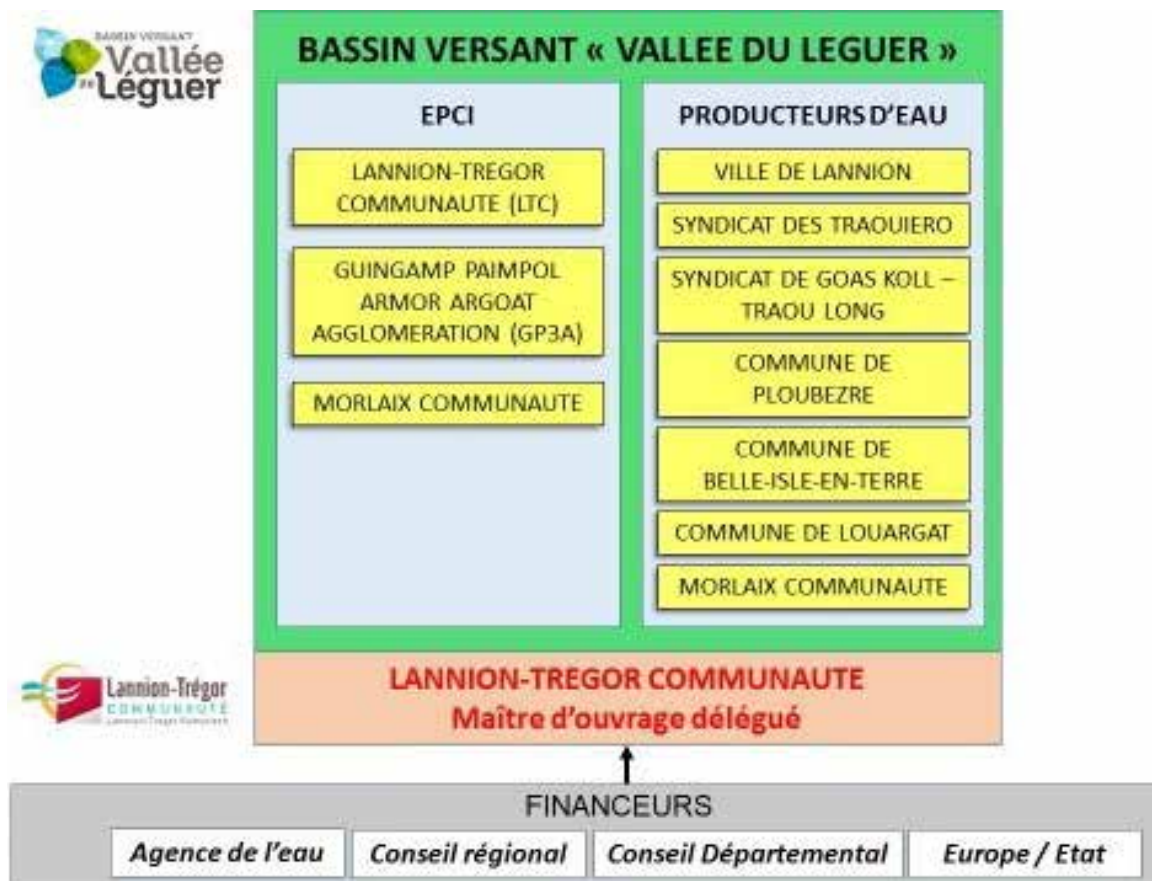 BASSIN VERSANT
Vallée
du Léguer
BASSIN VERSANT « VALLEE DU LEGUER »
EPCI
LANNION-TREGOR
COMMUNAUTE (LTC)
GUINGAMP PAIMPOL
ARMOR ARGOAT
AGGLOMERATION (GP3A)
MORLAIX COMMUNAUTE
PRODUCTEURS D'EAU
VILLE DE LANNION
SYNDICAT DES TRAOUIERO
SYNDICAT DE GOAS KOLL –
TRAOU LONG
COMMUNE DE
PLOUBEZRE
COMMUNE DE
BELLE-ISLE-EN-TERRE
COMMUNE DE LOUARGAT
MORLAIX COMMUNAUTE
Lannion-Trégor
COMMUNAUTÉ
LANNION-TREGOR COMMUNAUTE
Maître d'ouvrage délégué
FINANCEURS
Agence de l'eau
Conseil régional
Conseil Départemental
Europe / Etat